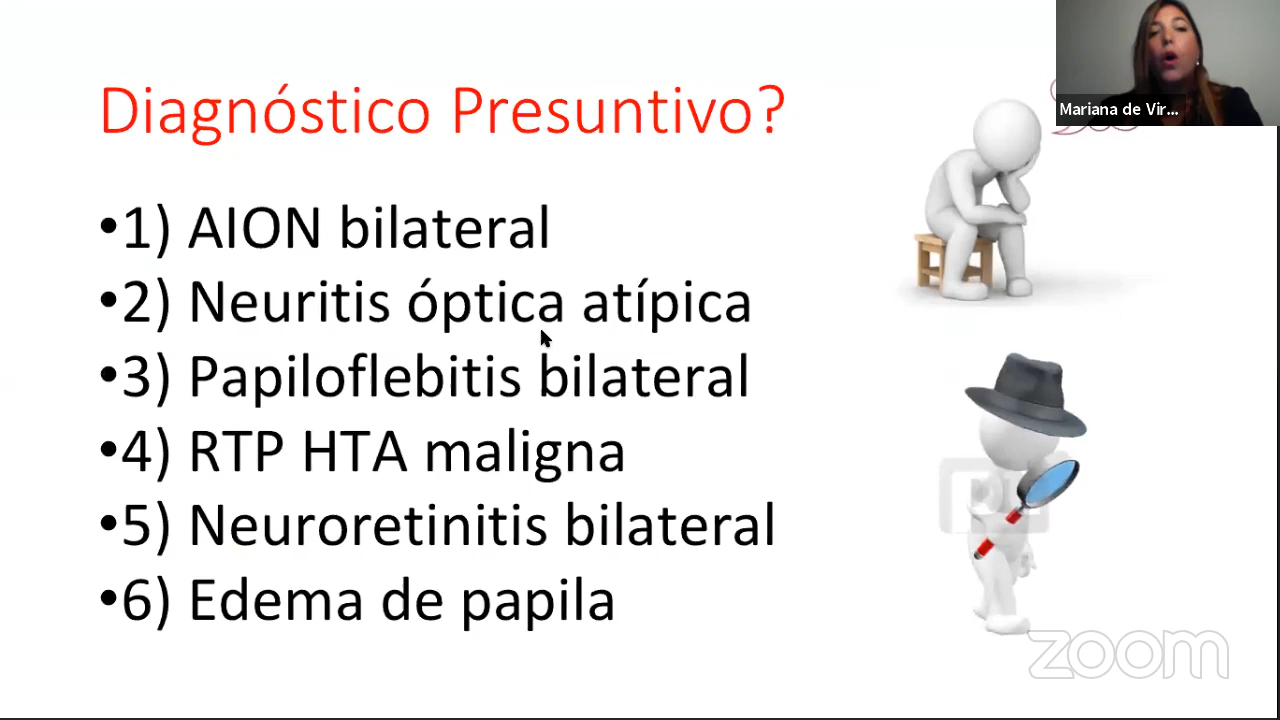 Diagnóstico Presuntivo?
•1) AION bilateral
•2) Neuritis óptica atípica
•3) Papiloflebitis bilateral
•4) RTP HTA maligna
•5) Neuroretinitis bilateral
•6) Edema de papila
Mariana de Vir...
zoom